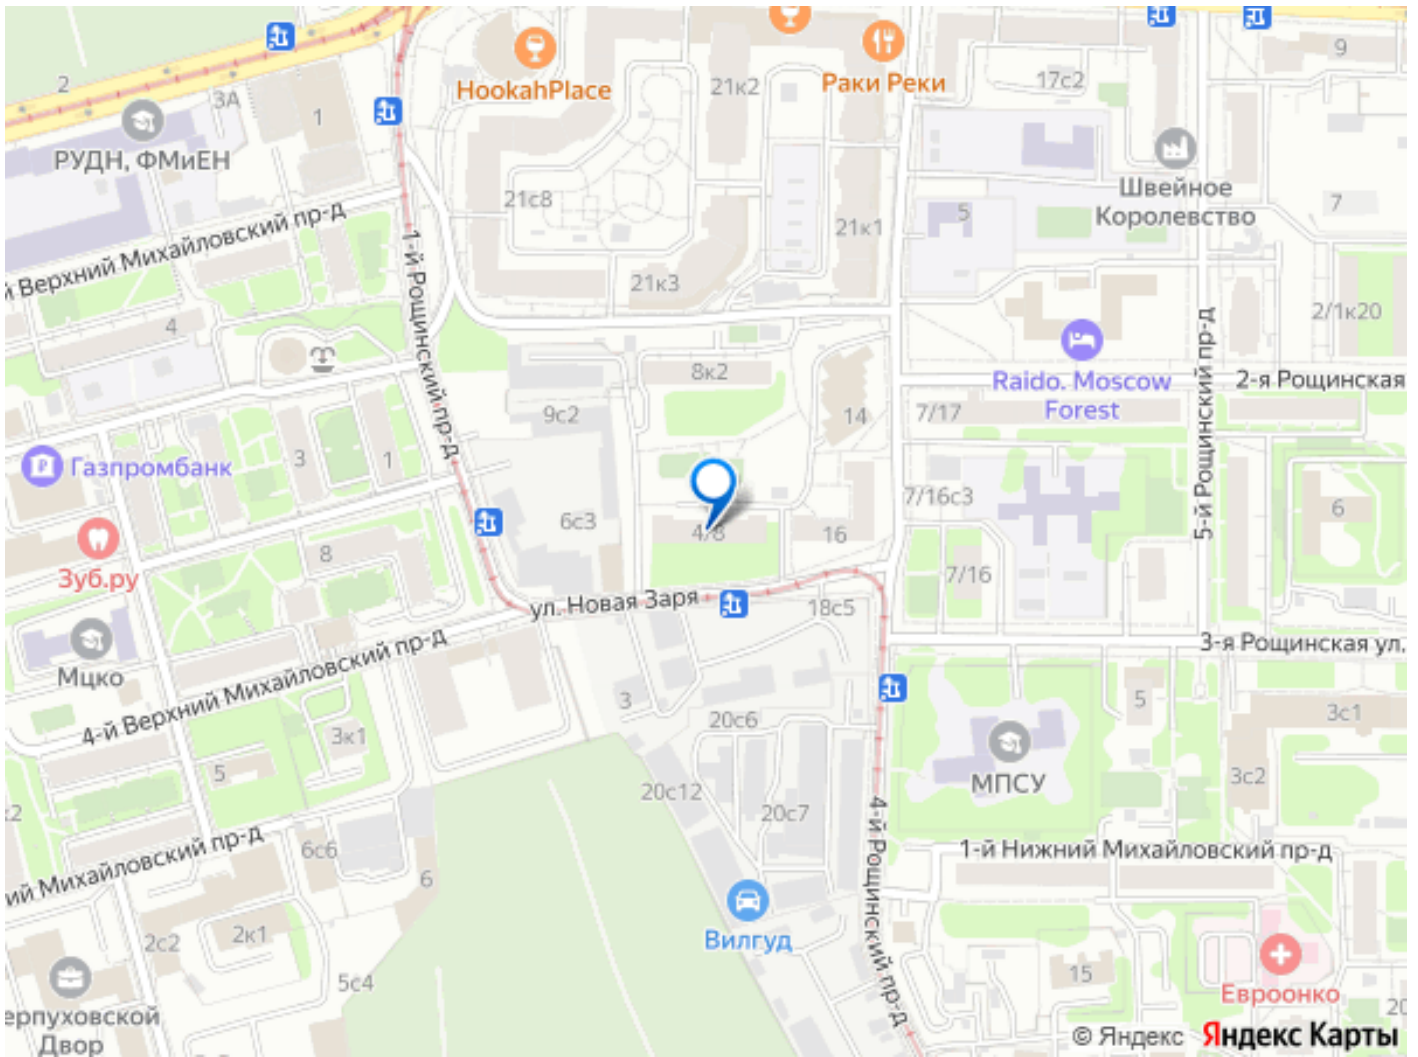 HookahPlace
Раки Реки
21к2
17с2
9
2
3А
1
РУДН, ФМиЕН
Швейное
Королевство
7
5
21с8
21к1
21к3
й Верхний Михайловский пр-д
1-й Рощинский пр-д
4
2/1к20
5-й Рощинский пр-д
Raido. Moscow
Forest
2-я Рощинская
8к2
9с2
14
7/17
Газпромбанк
3
1
7/16с3
6
6с3
4/8
16
Зуб.ру
8
7/16
ул. Новая Заря
18с5
3-я Рощинская ул.
Мцко
4-й Верхний Михайловский пр-д
3
5
3с1
20с6
3к1
5
МПСУ
3с2
20с12
20с7
к2
2
ий Михайловский пр-д
6с6
6
4-й Рощинский пр-д
1-й Нижний Михайловский пр-д
Вилгуд
2с2
2к1
5с4
15
Евроонко
20
ерпуховской
Двор
© Яндекс Яндекс Карты